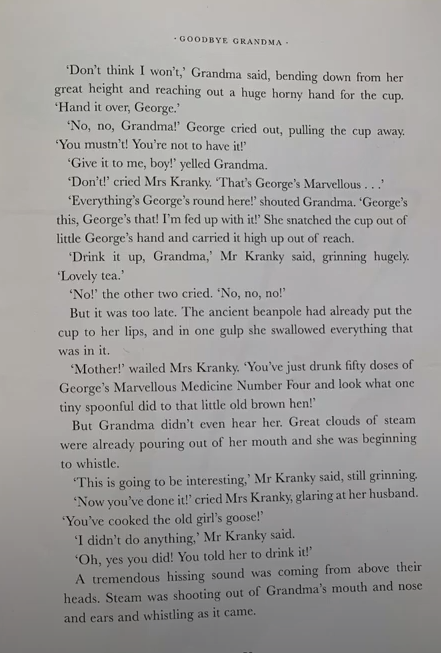 · GOODBYE GRANDMA ·
‘Don’t think I won’t,’ Grandma said, bending down from her
great height and reaching out a huge horny hand for the cup.
‘Hand it over, George.’
‘No, no, Grandma!’ George cried out, pulling the cup away.
‘You mustn’t! You’re not to have it!’
‘Give it to me, boy!’ yelled Grandma.
‘Don’t!’ cried Mrs Kranky. ‘That’s George’s Marvellous . . .’
‘Everything’s George’s round here!’ shouted Grandma. ‘George’s
this, George’s that! I’m fed up with it!’ She snatched the cup out of
little George’s hand and carried it high up out of reach.
‘Drink it up, Grandma,’ Mr Kranky said, grinning hugely.
‘Lovely tea.’
‘No!’ the other two cried. ‘No, no, no!’
But it was too late. The ancient beanpole had already put the
cup to her lips, and in one gulp she swallowed everything that
was in it.
‘Mother!’ wailed Mrs Kranky. ‘You’ve just drunk fifty doses of
George’s Marvellous Medicine Number Four and look what one
tiny spoonful did to that little old brown hen!’
But Grandma didn’t even hear her. Great clouds of steam
were already pouring out of her mouth and she was beginning
to whistle.
‘This is going to be interesting,’ Mr Kranky said, still grinning.
‘Now you’ve done it!’ cried Mrs Kranky, glaring at her husband.
‘You’ve cooked the old girl’s goose!’
‘I didn’t do anything,’ Mr Kranky said.
‘Oh, yes you did! You told her to drink it!’
A tremendous hissing sound was coming from above their
heads. Steam was shooting out of Grandma’s mouth and nose
and ears and whistling as it came.